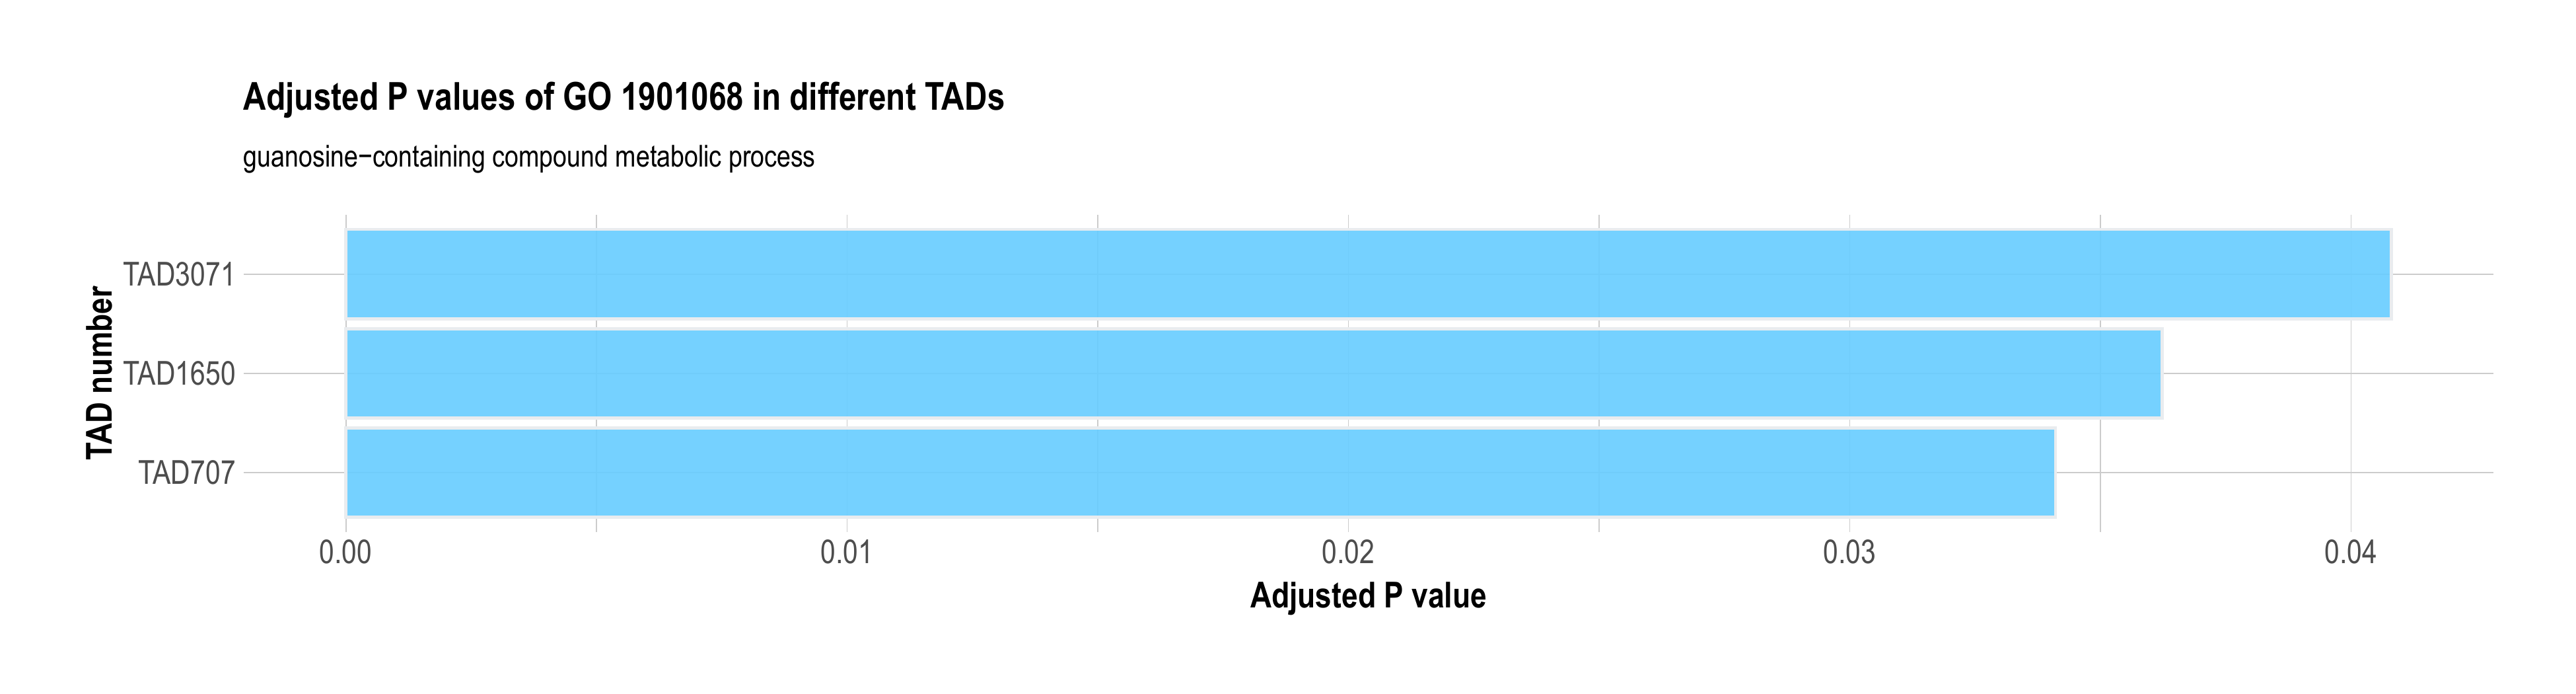 Adjusted P values of GO 1901068 in different TADs
guanosine−containing compound metabolic process
TAD number
TAD3071
TAD1650
TAD707
0.00 0.01 0.02 0.03 0.04
Adjusted P value